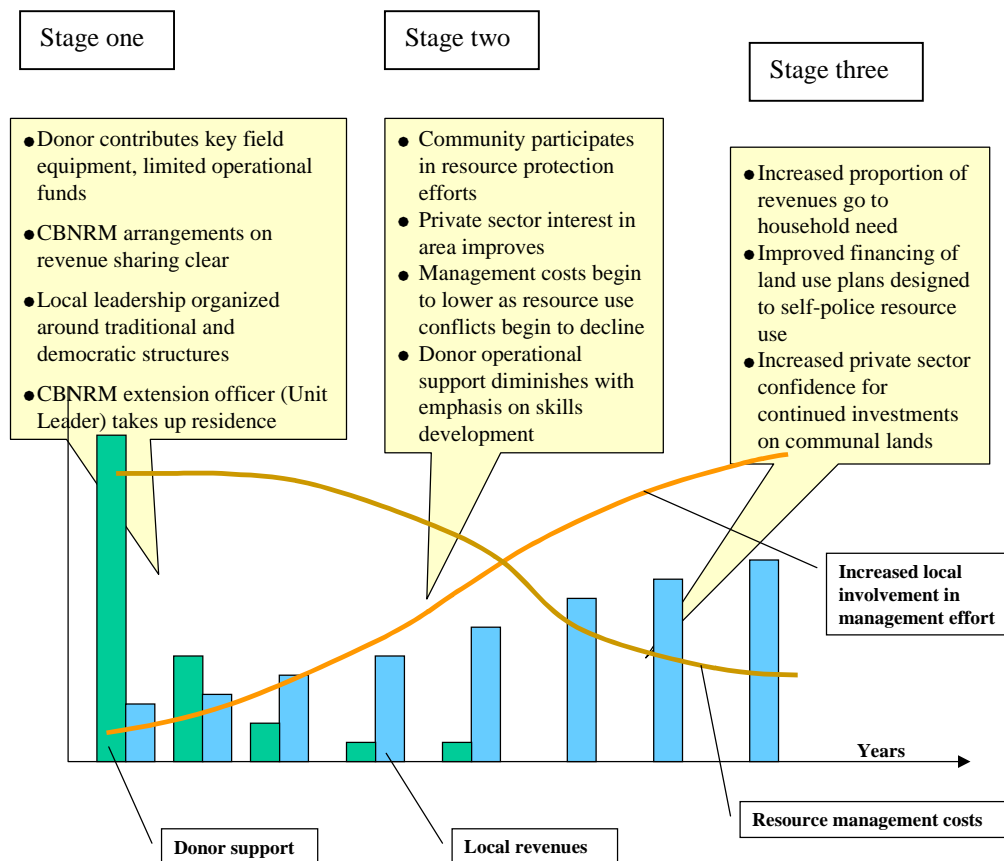 Stage one
Stage two
Stage three
●Donor contributes key field
equipment, limited operational
funds
●CBNRM arrangements on
revenue sharing clear
●Local leadership organized
around traditional and
democratic structures
●CBNRM extension officer (Unit
Leader) takes up residence
● Community participates
in resource protection
efforts
● Private sector interest in
area improves
● Management costs begin
to lower as resource use
conflicts begin to decline
● Donor operational
support diminishes with
emphasis on skills
development
● Increased proportion of
revenues go to
household need
● Improved financing of
land use plans designed
to self-police resource
use
● Increased private sector
confidence for
continued investments
on communal lands
Increased local
involvement in
management effort
Years
Resource management costs
Donor support
Local revenues